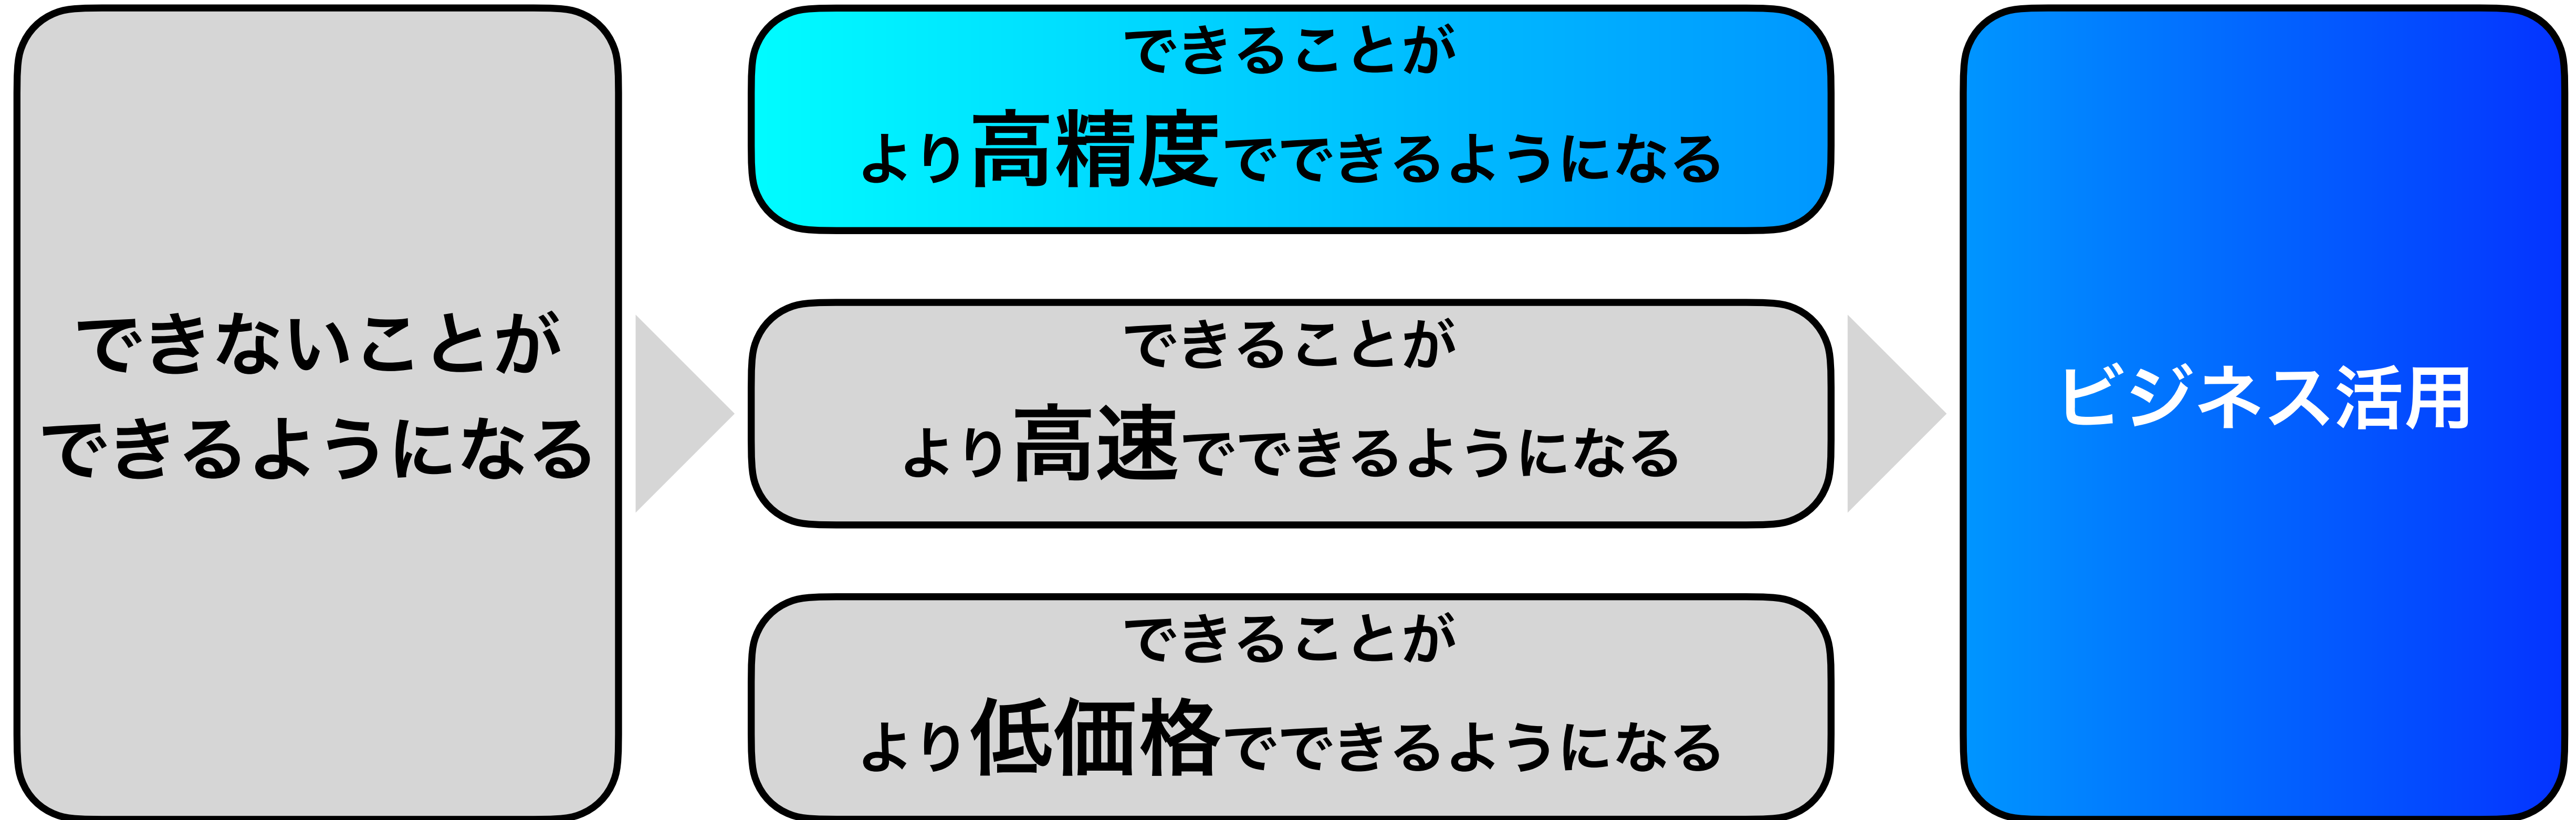 できないことが
できるようになる
できることが
より高精度でできるようになる
できることが
より高速でできるようになる
できることが
より低価格でできるようになる
ビジネス活用